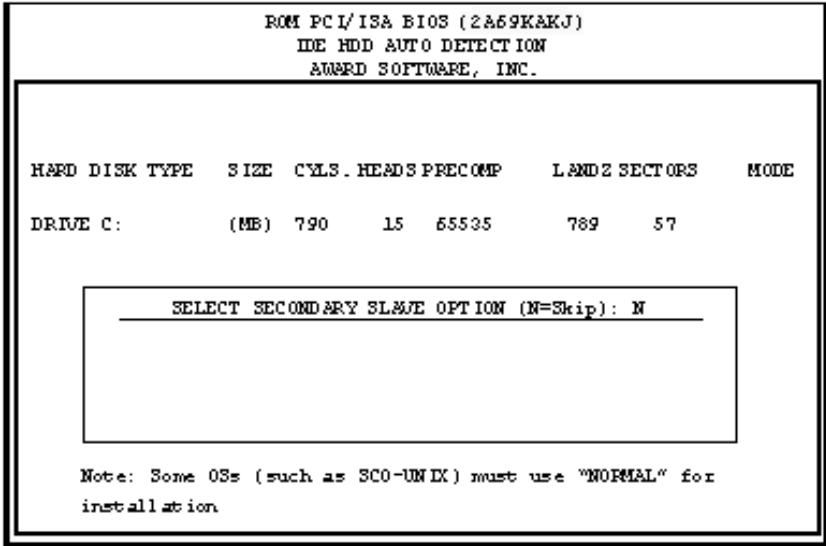 ROM PCI/ISA BIOS (2A69KAKJ)
IDE HDD AUTO DETECTION
AWARD SOFTWARE, INC.
HARD DISK TYPE SIZE CYLS. HEADS PRECOMP LANDZ SECTORS MODE
DRIVE C: (MB) 790 15 65535 789 57
SELECT SECONDARY SLAVE OPTION (N=Skip): N
Note: Some OSs (such as SCO-UNIX) must use "NORMAL" for
installation